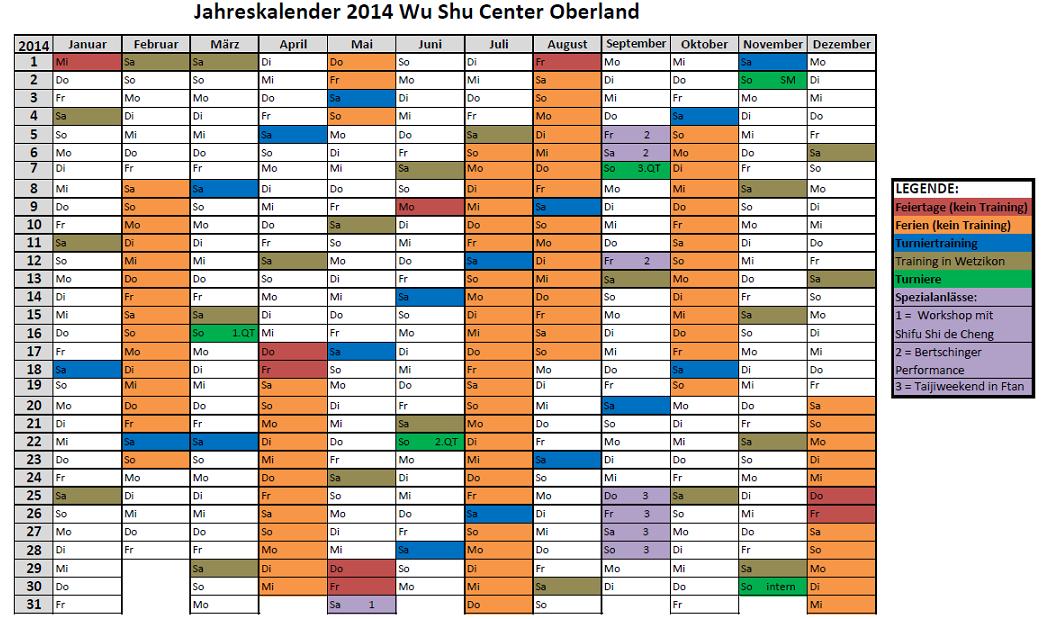 Jahreskalender 2014 Wu Shu Center Oberland
2014 Januar Februar März April Mai Juni Juli August September Oktober November Dezember
1 Mi Sa Sa Di Do So Di Fr Mo Mi Sa Mo
2 Do So So Mi Fr Mo Mi Sa Di Do So SM Di
3 Fr Mo Mo Do Sa Di Do So Mi Fr Mo Mi
4 Sa Di Di Fr So Mi Fr Mo Do Sa Di Do
5 So Mi Mi Sa Mo Do Sa Di Fr 2 So Mi Fr
6 Mo Do Do So Di Fr So Mi Sa 2 Mo Do Sa
7 Di Fr Fr Mo Mi Sa Mo Do So 3.QT Di Fr So
8 Mi Sa Sa Di Do So Di Fr Mo Mi Sa Mo
9 Do So So Mi Fr Mo Mi Sa Di Do So Di
10 Fr Mo Mo Do Sa Di Do So Mi Fr Mo Mi
11 Sa Di Di Fr So Mi Fr Mo Do Sa Di Do
12 So Mi Mi Sa Mo Do Sa Di Fr 2 So Mi Fr
13 Mo Do Do So Di Fr So Mi Sa Mo Do Sa
14 Di Fr Fr Mo Mi Sa Mo Do So Di Fr So
15 Mi Sa Sa Di Do So Di Fr Mo Mi Sa Mo
16 Do So So 1.QT Mi Fr Mo Mi Sa Di Do So Di
17 Fr Mo Mo Do Sa Di Do So Mi Fr Mo Mi
18 Sa Di Di Fr So Mi Fr Mo Do Sa Di Do
19 So Mi Mi Sa Mo Do Sa Di Fr So Mi Fr
20 Mo Do Do So Di Fr So Mi Sa Mo Do Sa
21 Di Fr Fr Mo Mi Sa Mo Do So Di Fr So
22 Mi Sa Sa Di Do So 2.QT Di Fr Mo Mi Sa Mo
23 Do So So Mi Fr Mo Mi Sa Di Do So Di
24 Fr Mo Mo Do Sa Di Do So Mi Fr Mo Mi
25 Sa Di Di Fr So Mi Fr Mo Do 3 Sa Di Do
26 So Mi Mi Sa Mo Do Sa Di Fr 3 So Mi Fr
27 Mo Do Do So Di Fr So Mi Sa 3 Mo Do Sa
28 Di Fr Fr Mo Mi Sa Mo Do So 3 Di Fr So
29 Mi Sa Di Do So Di Fr Mo Mi Sa Mo
30 Do So Mi Fr Mo Mi Sa Di Do So intern Di
31 Fr Mo Sa 1 Do So Fr Mi
LEGENDE:
Feiertage (kein Training)
Ferien (kein Training)
Turniertraining
Training in Wetzikon
Turniere
Spezialanlässe:
1 = Workshop mit
Shifu Shi de Cheng
2 = Bertschinger
Performance
3 = Taijiweekend in Ftan